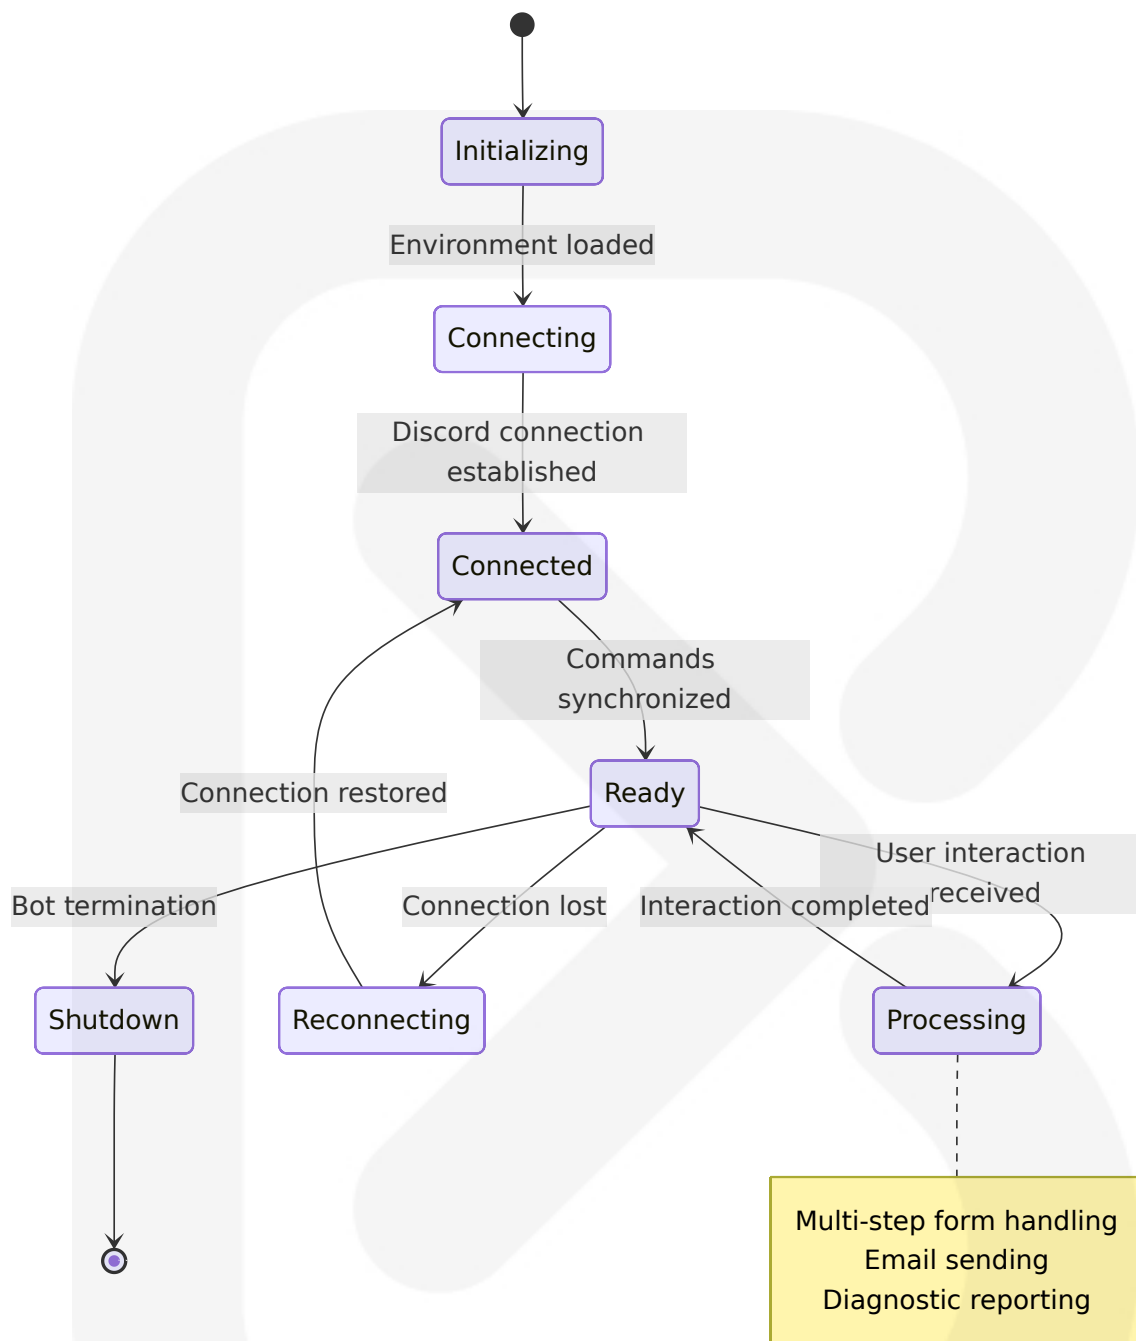 Initializing
Environment loaded
Connecting
Discord connection
established
Connected
Commands
synchronized
Ready
Connection restored
User interaction
received
Bot termination
Connection lost
Interaction completed
Shutdown
Reconnecting
Processing
Multi-step form handling
Email sending
Diagnostic reporting